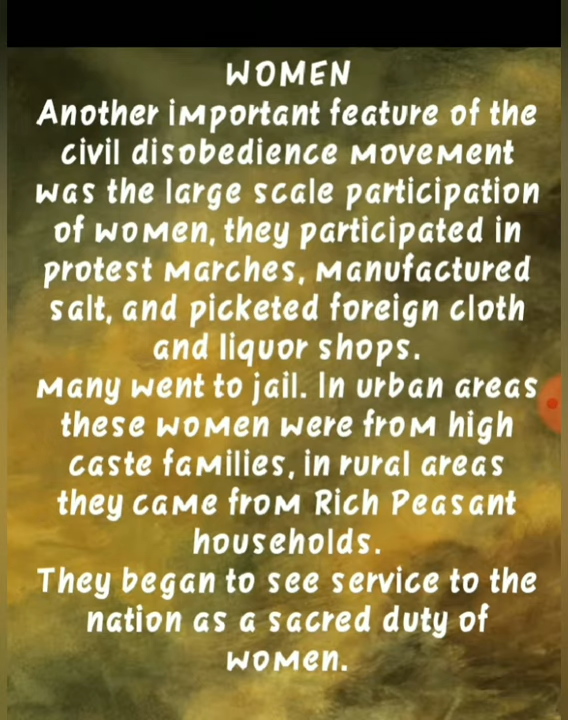 WOMEN
Another important feature of the
civil disobedience movement
was the large scale participation
of women, they participated in
protest marches, manufactured
salt, and picketed foreign cloth
and liquor shops.
many went to jail. In urban areas
these women were from high
caste families, in rural areas
they came from Rich Peasant
households.
They began to see service to the
nation as a sacred duty of
women.